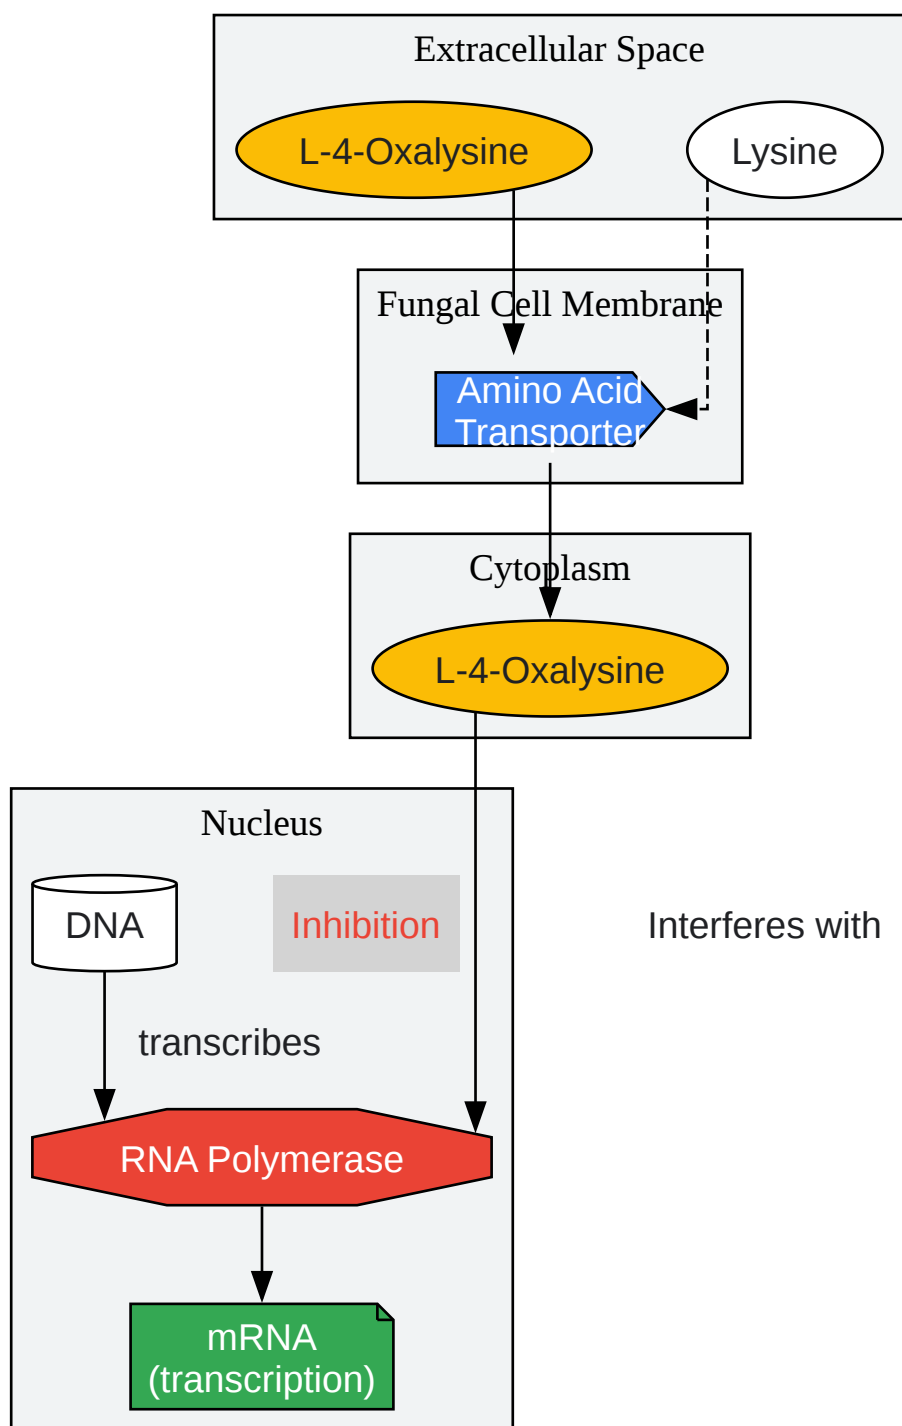 Extracellular Space
L-4-Oxalysine
Lysine
Fungal Cell Membrane
Amino Acid
Transporter
Cytoplasm
L-4-Oxalysine
Nucleus
DNA
Inhibition
Interferes with
transcribes
RNA Polymerase
mRNA
(transcription)